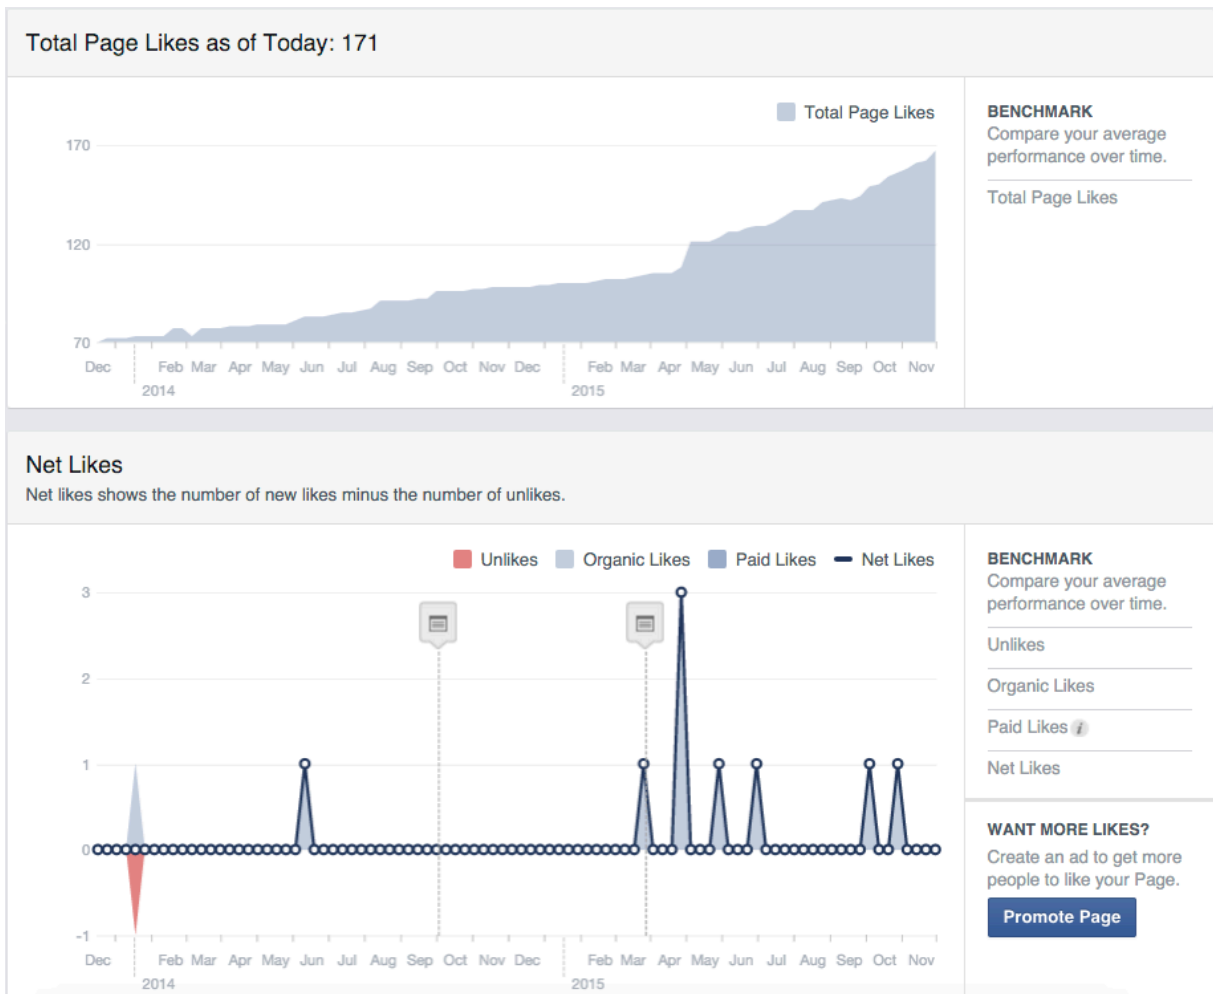 Total Page Likes as of Today: 171
Total Page Likes
BENCHMARK
Compare your average
performance over time.
Total Page Likes
170
120
70
Dec Feb Mar Apr May Jun Jul Aug Sep Oct Nov Dec Feb Mar Apr May Jun Jul Aug Sep Oct Nov
2014 2015
Net Likes
Net likes shows the number of new likes minus the number of unlikes.
Unlikes Organic Likes Paid Likes Net Likes
BENCHMARK
Compare your average
performance over time.
Unlikes
Organic Likes
Paid Likes i
Net Likes
3
2
1
0
-1
Dec Feb Mar Apr May Jun Jul Aug Sep Oct Nov Dec Feb Mar Apr May Jun Jul Aug Sep Oct Nov
2014 2015
WANT MORE LIKES?
Create an ad to get more
people to like your Page.
Promote Page